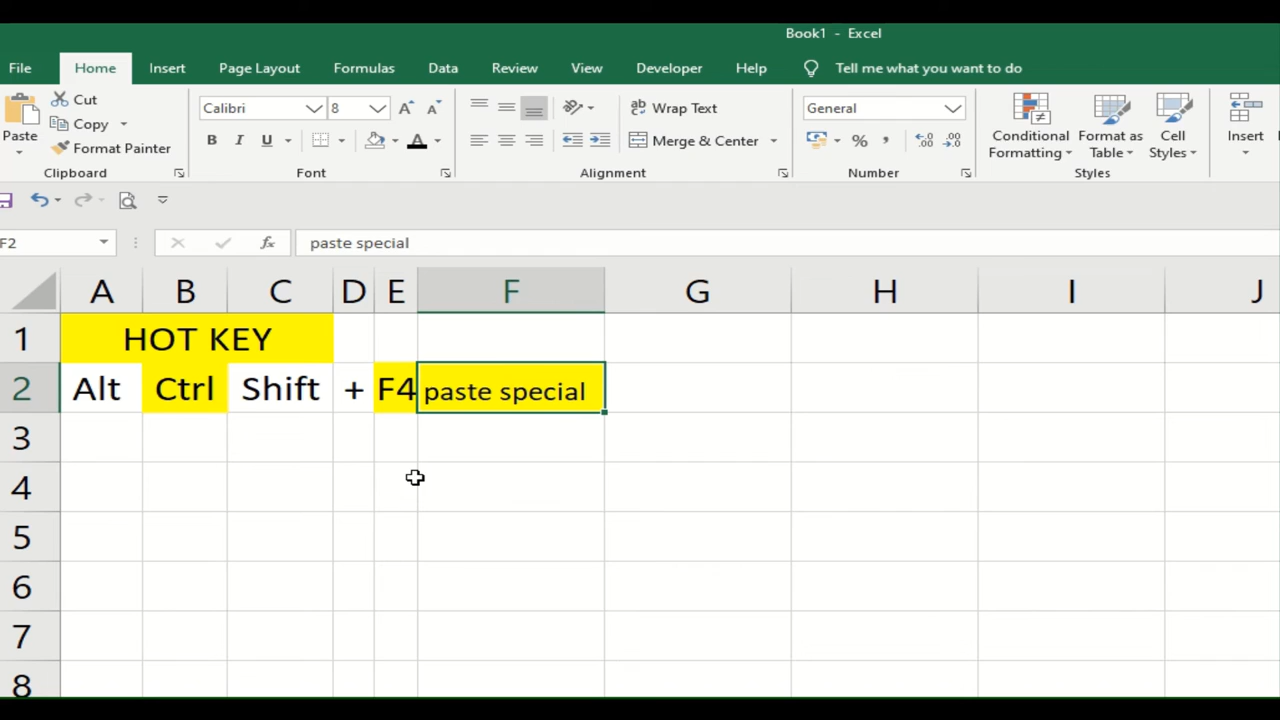 Book1 - Excel
File Home Insert Page Layout Formulas Data Review View Developer Help Tell me what you want to do
Cut
Copy
Format Painter
Paste
Calibri 8
B I U
Wrap Text
Merge & Center
General
%
Conditional Formatting
Format as Table
Cell Styles
Insert
Clipboard Font Alignment Number Styles
F2 fx paste special
A B C D E F G H I J
1 HOT KEY
2 Alt Ctrl Shift + F4 paste special
3
4
5
6
7
8